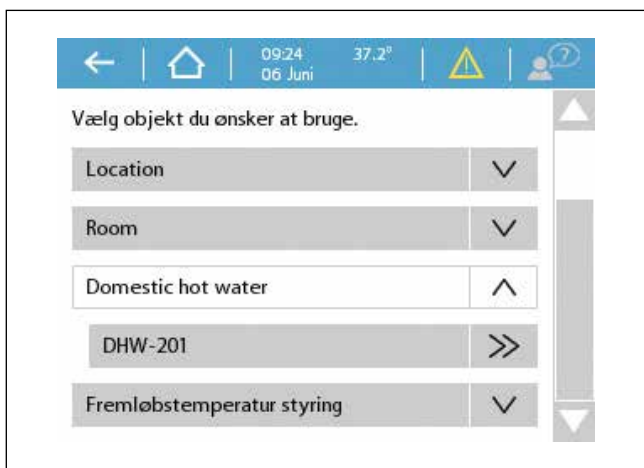 09:24 37.2°
06 Juni
?
Vælg objekt du ønsker at bruge.
Location
Room
Domestic hot water
DHW-201
Fremløbstemperatur styring